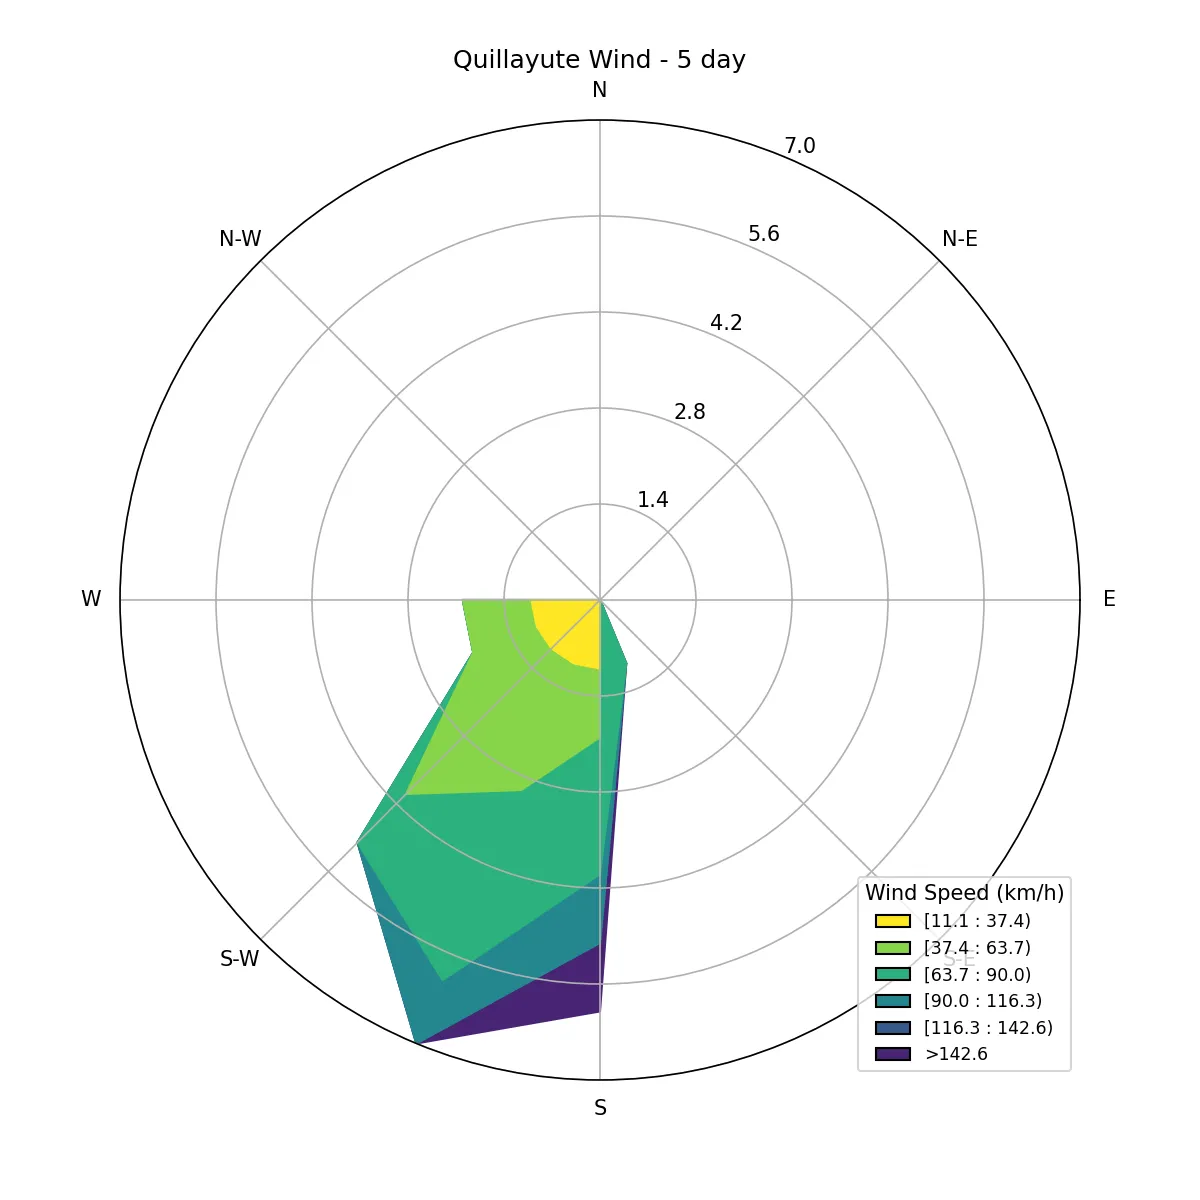 Quillayute Wind - 5 day
N
7.0
5.6
N-W
N-E
4.2
2.8
1.4
W
E
Wind Speed (km/h)
[11.1 : 37.4)
[37.4 : 63.7)
S-W
S-E
[63.7 : 90.0)
[90.0 : 116.3)
[116.3 : 142.6)
>142.6
S